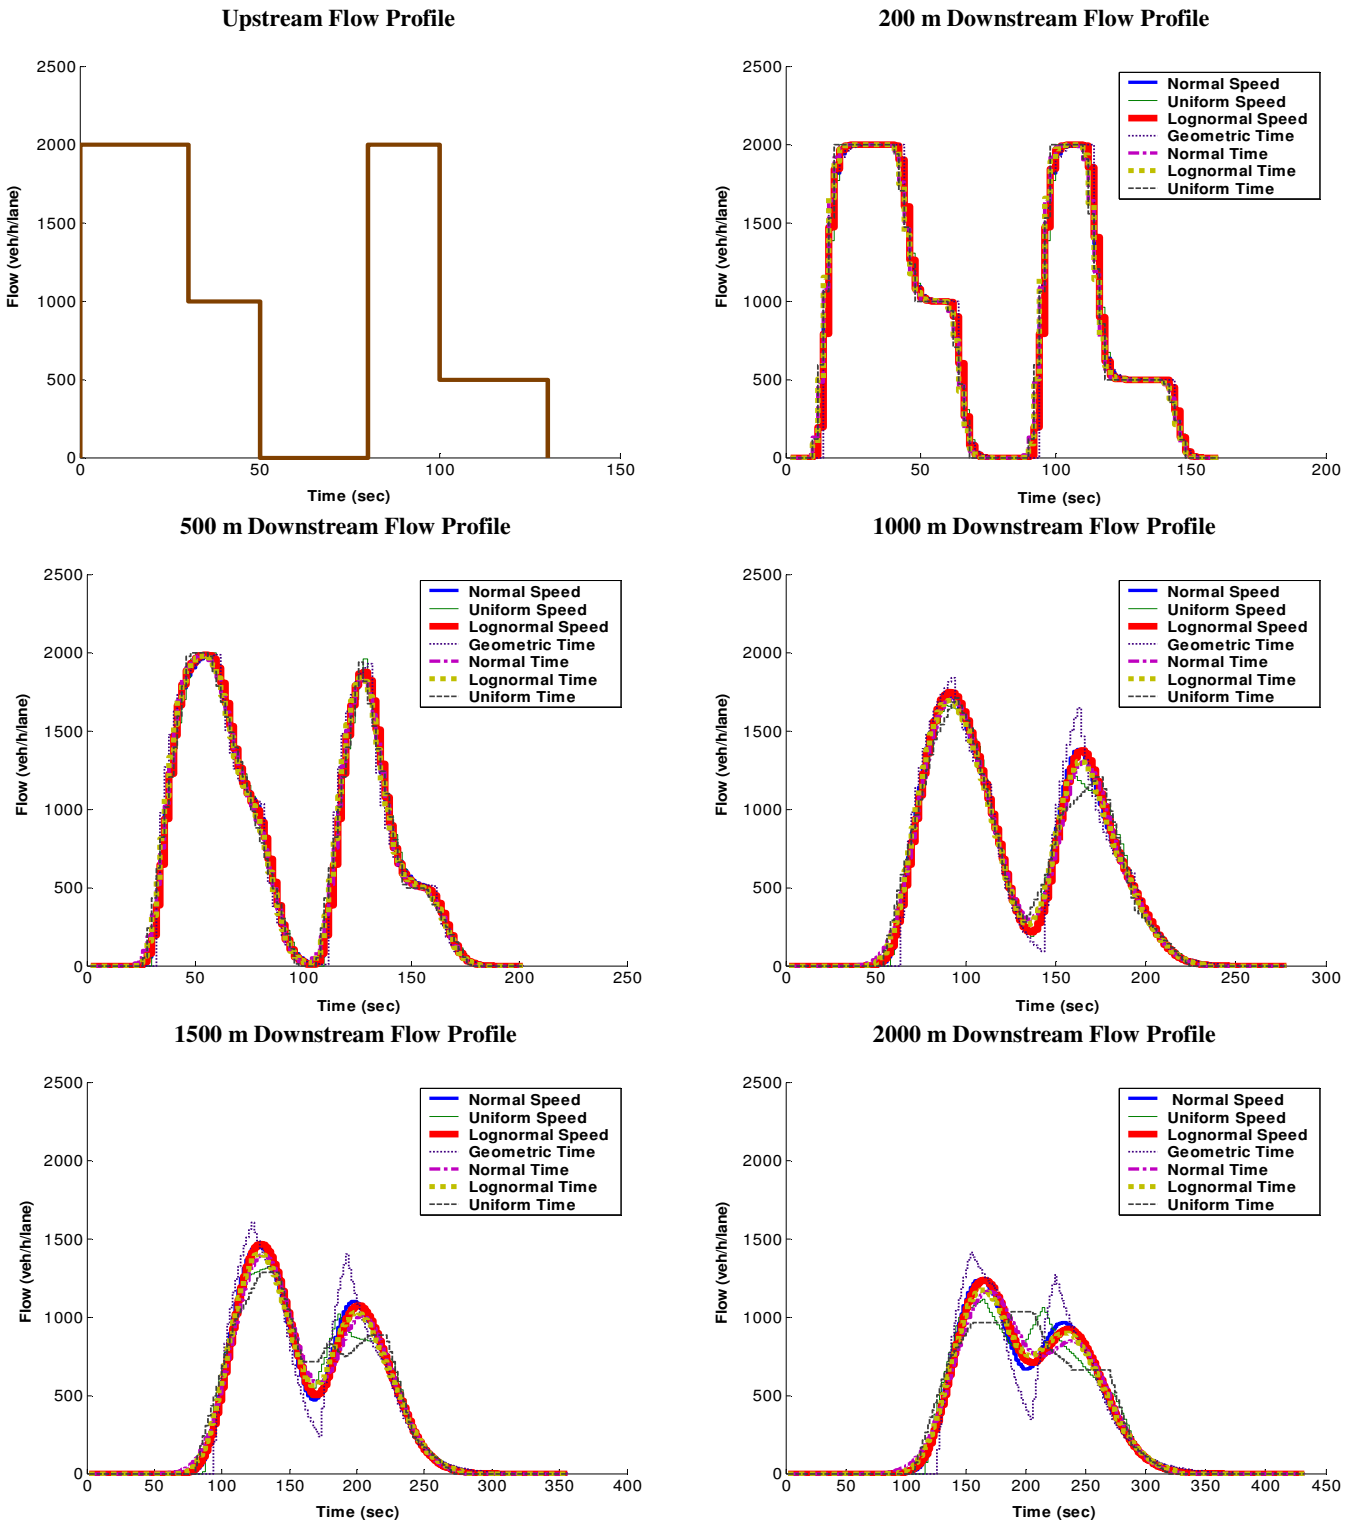 Upstream Flow Profile
2500
2000
1500
1000
500
0
0
50
100
150
Flow (veh/h/lane)
Time (sec)
200 m Downstream Flow Profile
2500
2000
1500
1000
500
0
0
50
100
150
200
Flow (veh/h/lane)
Time (sec)
Normal Speed
Uniform Speed
Lognormal Speed
Geometric Time
Normal Time
Lognormal Time
Uniform Time
500 m Downstream Flow Profile
2500
2000
1500
1000
500
0
0
50
100
150
200
250
Flow (veh/h/lane)
Time (sec)
Normal Speed
Uniform Speed
Lognormal Speed
Geometric Time
Normal Time
Lognormal Time
Uniform Time
1000 m Downstream Flow Profile
2500
2000
1500
1000
500
0
0
50
100
150
200
250
300
Flow (veh/h/lane)
Time (sec)
Normal Speed
Uniform Speed
Lognormal Speed
Geometric Time
Normal Time
Lognormal Time
Uniform Time
1500 m Downstream Flow Profile
2500
2000
1500
1000
500
0
0
50
100
150
200
250
300
350
400
Flow (veh/h/lane)
Time (sec)
Normal Speed
Uniform Speed
Lognormal Speed
Geometric Time
Normal Time
Lognormal Time
Uniform Time
2000 m Downstream Flow Profile
2500
2000
1500
1000
500
0
0
50
100
150
200
250
300
350
400
450
Flow (veh/h/lane)
Time (sec)
Normal Speed
Uniform Speed
Lognormal Speed
Geometric Time
Normal Time
Lognormal Time
Uniform Time